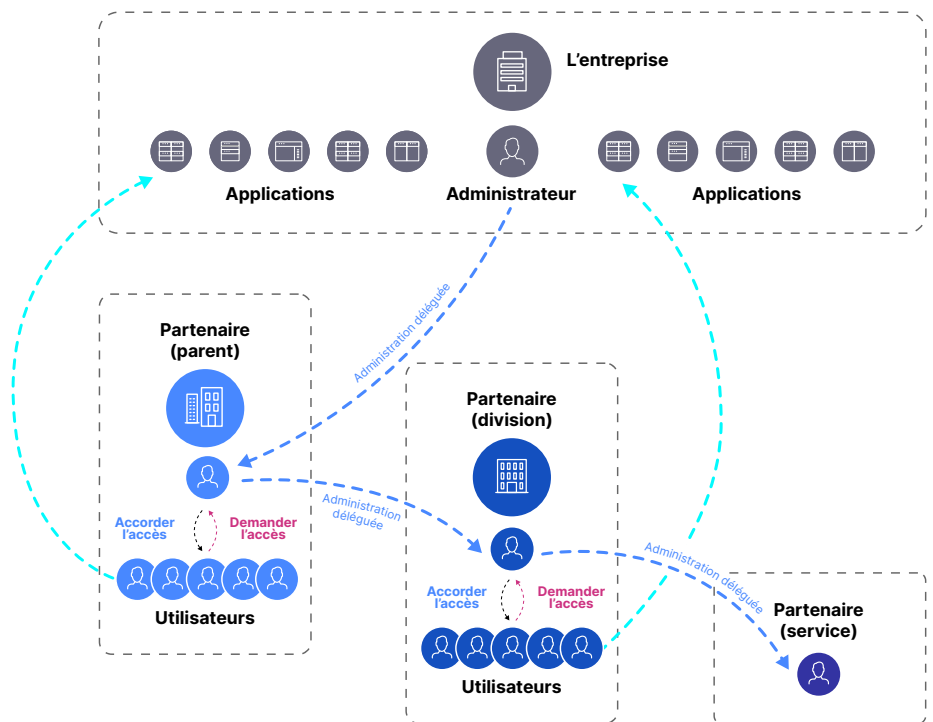 L’entreprise
Applications
Administrateur
Applications
Administration déléguée
Partenaire
(parent)
Accorder
l’accès
Demander
l’accès
Utilisateurs
Administration
déléguée
Partenaire
(division)
Accorder
l’accès
Demander
l’accès
Utilisateurs
Administration déléguée
Partenaire
(service)